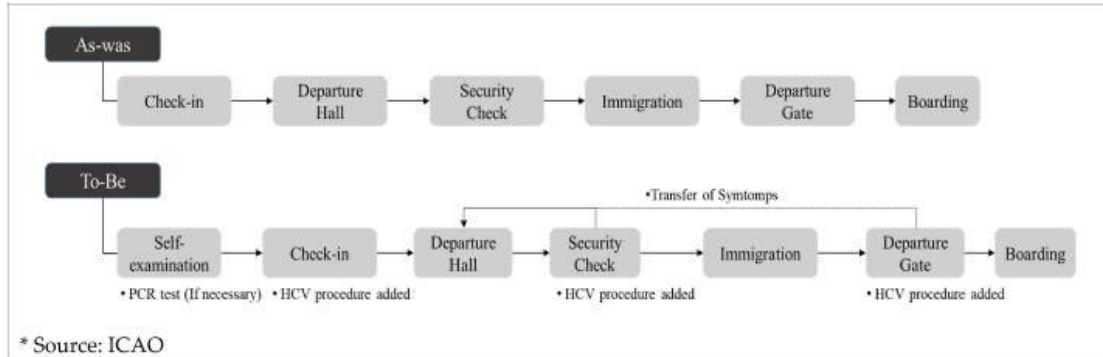 As-was
Check-in
Departure
Hall
Security
Check
Immigration
Departure
Gate
Boarding
To-Be
•Transfer of Symtomps
Self-
examination
Check-in
Departure
Hall
Security
Check
Immigration
Departure
Gate
Boarding
• PCR test (If necessary)
• HCV procedure added
• HCV procedure added
• HCV procedure added
* Source: ICAO